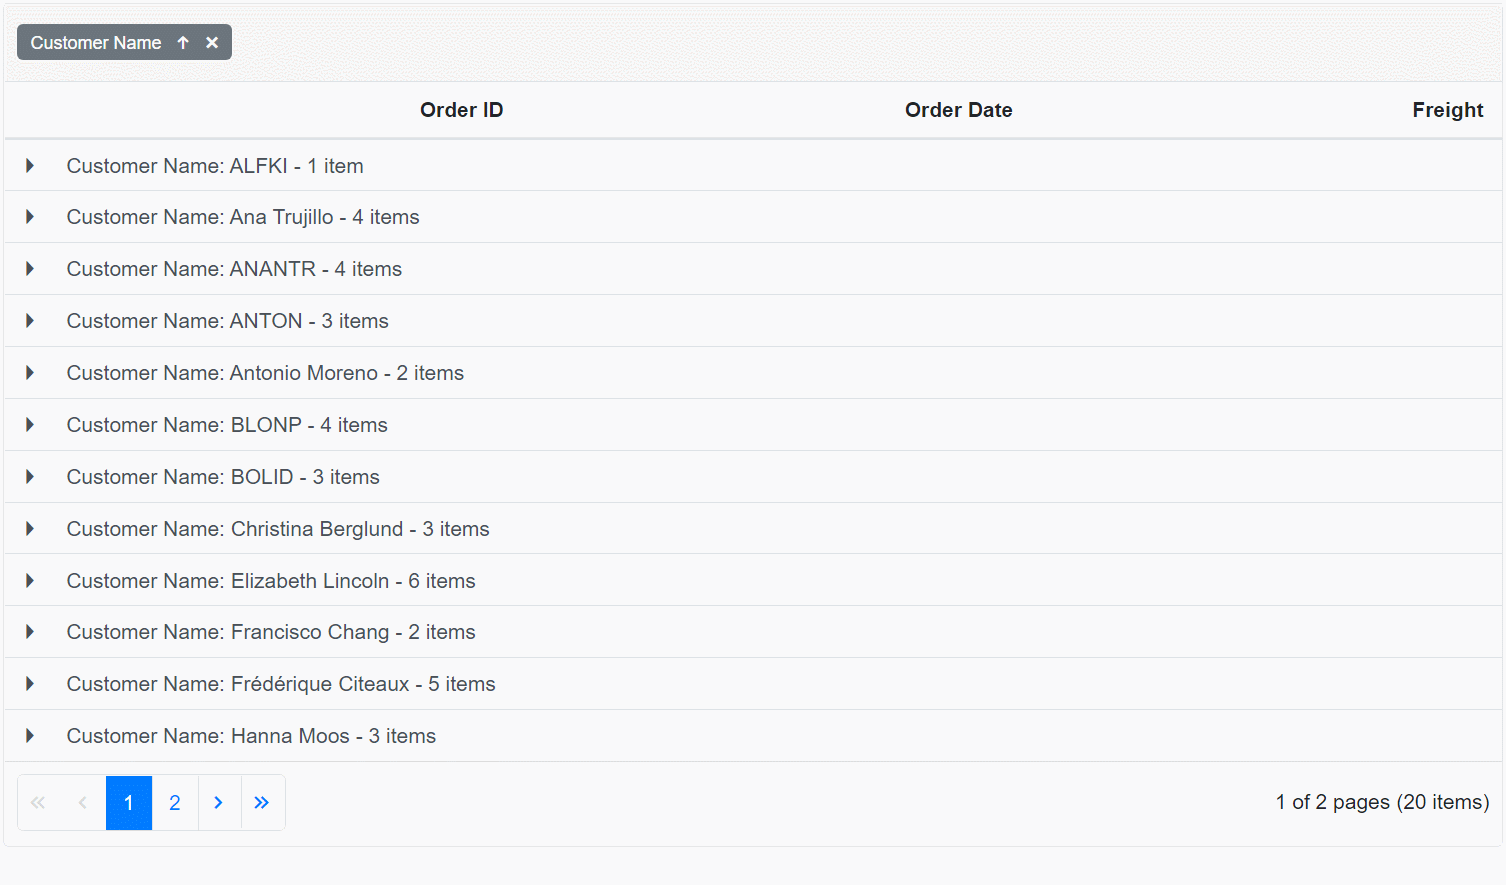 Customer Name
Order ID Order Date Freight
Customer Name: ALFKI - 1 item
Customer Name: Ana Trujillo - 4 items
Customer Name: ANANTR - 4 items
Customer Name: ANTON - 3 items
Customer Name: Antonio Moreno - 2 items
Customer Name: BLONP - 4 items
Customer Name: BOLID - 3 items
Customer Name: Christina Berglund - 3 items
Customer Name: Elizabeth Lincoln - 6 items
Customer Name: Francisco Chang - 2 items
Customer Name: Frédérique Citeaux - 5 items
Customer Name: Hanna Moos - 3 items
1 2 1 of 2 pages (20 items)